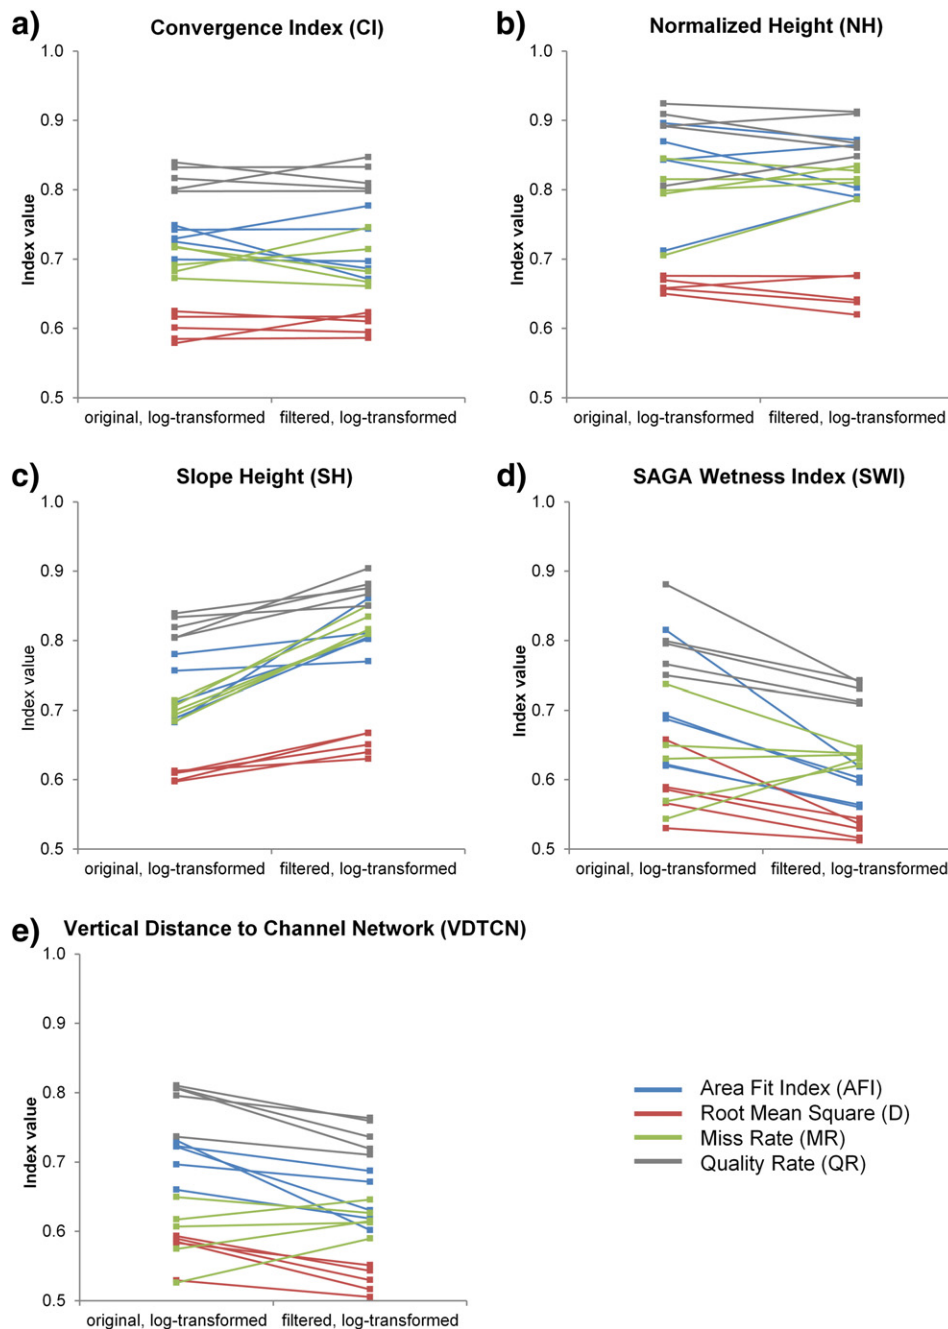 a)
Convergence Index (CI)
1.0
0.9
0.8
0.7
0.6
0.5
Index value
original, log-transformed filtered, log-transformed
b)
Normalized Height (NH)
1.0
0.9
0.8
0.7
0.6
0.5
Index value
original, log-transformed filtered, log-transformed
c)
Slope Height (SH)
1.0
0.9
0.8
0.7
0.6
0.5
Index value
original, log-transformed filtered, log-transformed
d)
SAGA Wetness Index (SWI)
1.0
0.9
0.8
0.7
0.6
0.5
Index value
original, log-transformed filtered, log-transformed
e)
Vertical Distance to Channel Network (VDTCN)
1.0
0.9
0.8
0.7
0.6
0.5
Index value
original, log-transformed filtered, log-transformed
Area Fit Index (AFI)
Root Mean Square (D)
Miss Rate (MR)
Quality Rate (QR)